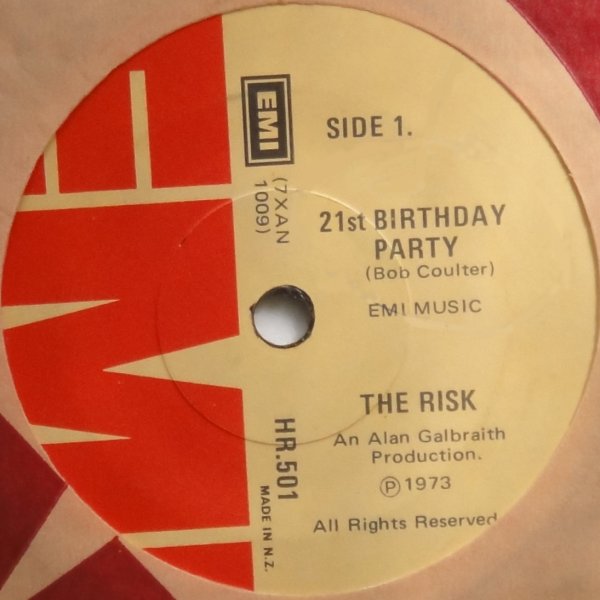 EMI
SIDE 1.
(7XAN
1009)
21st BIRTHDAY
PARTY
(Bob Coulter)
EMI MUSIC
THE RISK
An Alan Galbraith
Production.
Ⓟ 1973
All Rights Reserved
HR.501
MADE IN N.Z.